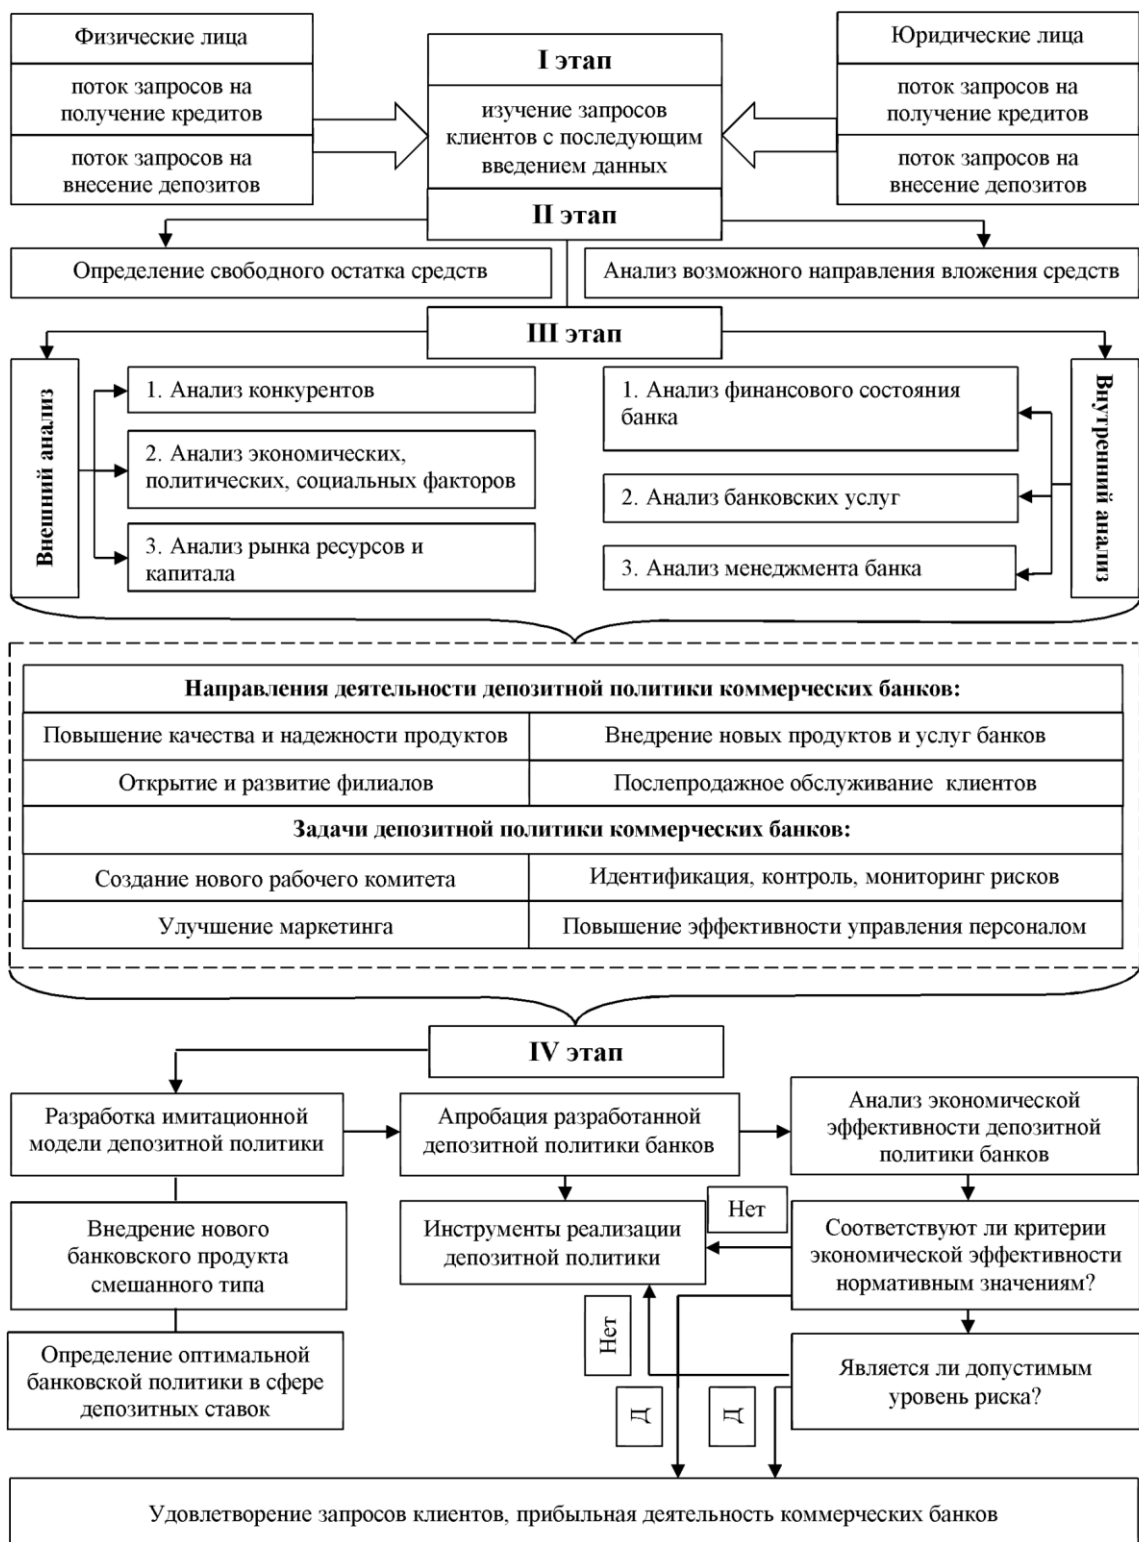 Физические лица
поток запросов на
получение кредитов
поток запросов на
внесение депозитов
I этап
изучение запросов
клиентов с последующим
введением данных
Юридические лица
поток запросов на
получение кредитов
поток запросов на
внесение депозитов
II этап
Определение свободного остатка средств
Анализ возможного направления вложения средств
III этап
Внешний анализ
1. Анализ конкурентов
2. Анализ экономических,
политических, социальных факторов
3. Анализ рынка ресурсов и
капитала
1. Анализ финансового состояния
банка
2. Анализ банковских услуг
3. Анализ менеджмента банка
Внутренний анализ
Направления деятельности депозитной политики коммерческих банков:
Повышение качества и надежности продуктов
Внедрение новых продуктов и услуг банков
Открытие и развитие филиалов
Послепродажное обслуживание клиентов
Задачи депозитной политики коммерческих банков:
Создание нового рабочего комитета
Идентификация, контроль, мониторинг рисков
Улучшение маркетинга
Повышение эффективности управления персоналом
IV этап
Разработка имитационной
модели депозитной политики
Апробация разработанной
депозитной политики банков
Анализ экономической
эффективности депозитной
политики банков
Внедрение нового
банковского продукта
смешанного типа
Инструменты реализации
депозитной политики
Нет
Соответствуют ли критерии
экономической эффективности
нормативным значениям?
Определение оптимальной
банковской политики в сфере
депозитных ставок
Нет
Является ли допустимым
уровень риска?
Д
Д
Удовлетворение запросов клиентов, прибыльная деятельность коммерческих банков